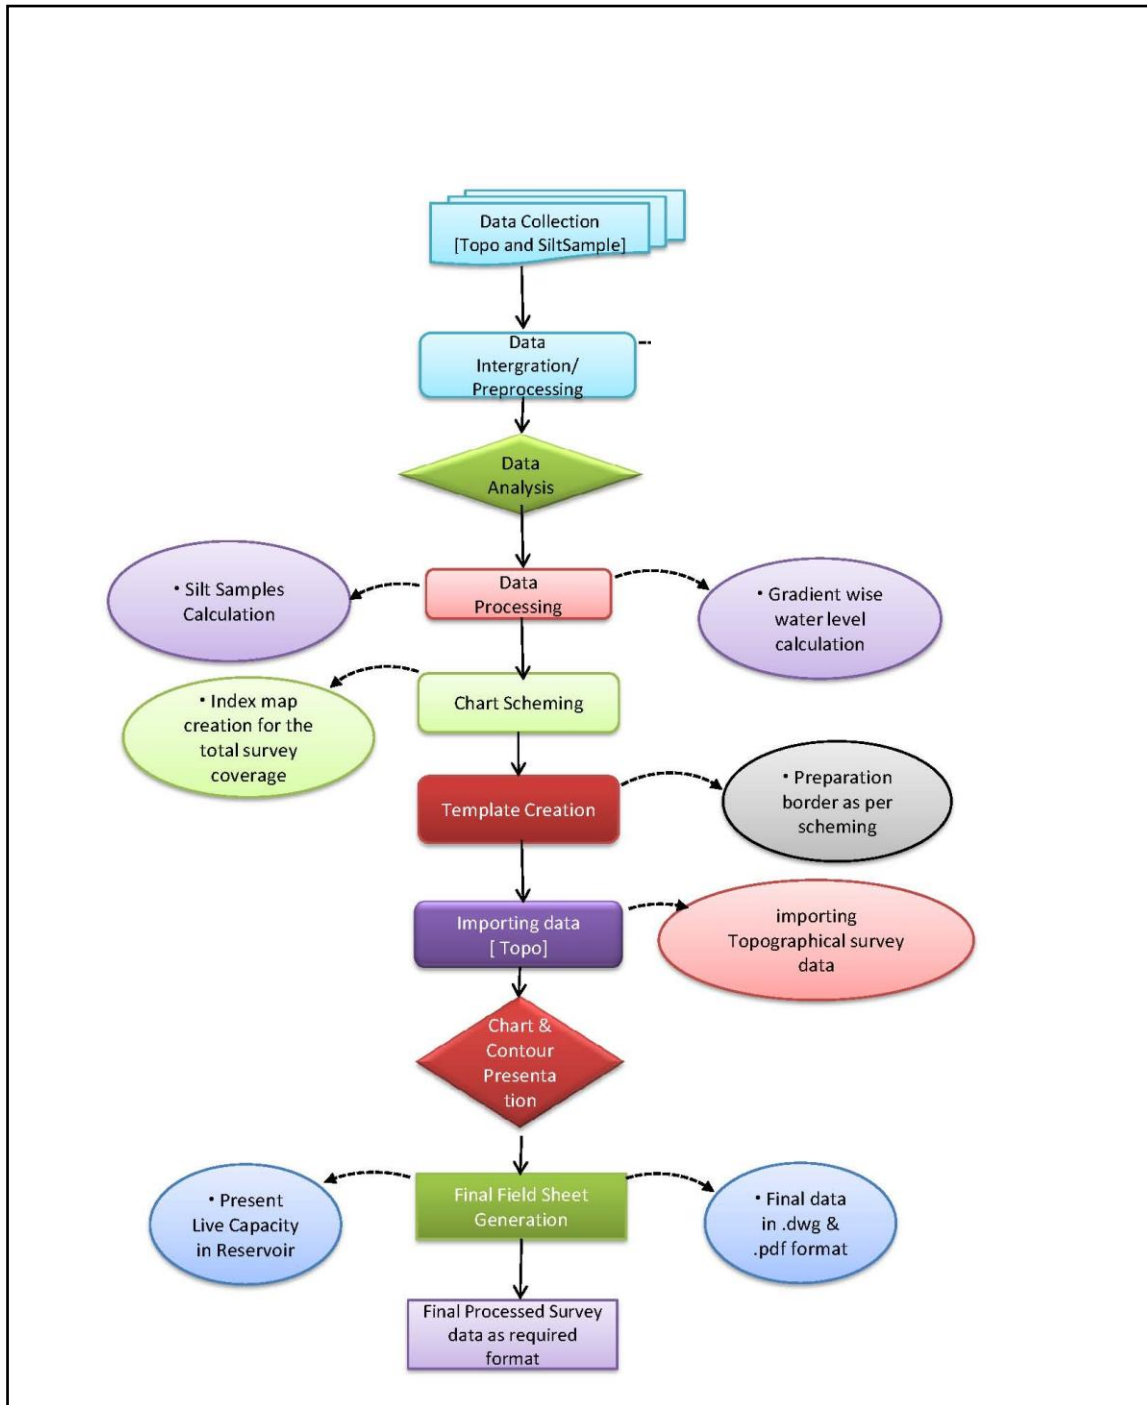 Data Collection
[Topo and SiltSample]
Data
Intergration/
Preprocessing
Data
Analysis
• Silt Samples
Calculation
Data
Processing
• Gradient wise
water level
calculation
• Index map
creation for the
total survey
coverage
Chart Scheming
Template Creation
• Preparation
border as per
scheming
Importing data
[ Topo]
importing
Topographical survey
data
Chart &
Contour
Presenta
tion
• Present
Live Capacity
in Reservoir
Final Field Sheet
Generation
• Final data
in .dwg &
.pdf format
Final Processed Survey
data as required
format